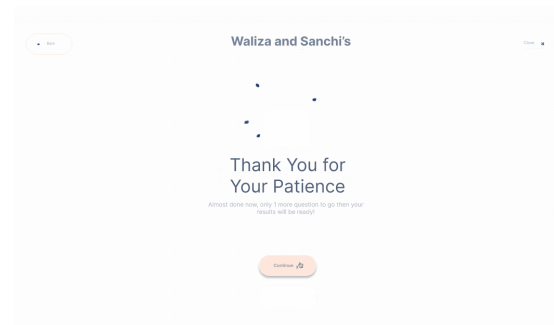 Back
Waliza and Sanchi's
Close
Thank You for
Your Patience
Almost done now, only 1 more question to go then your
results will be ready!
Continue